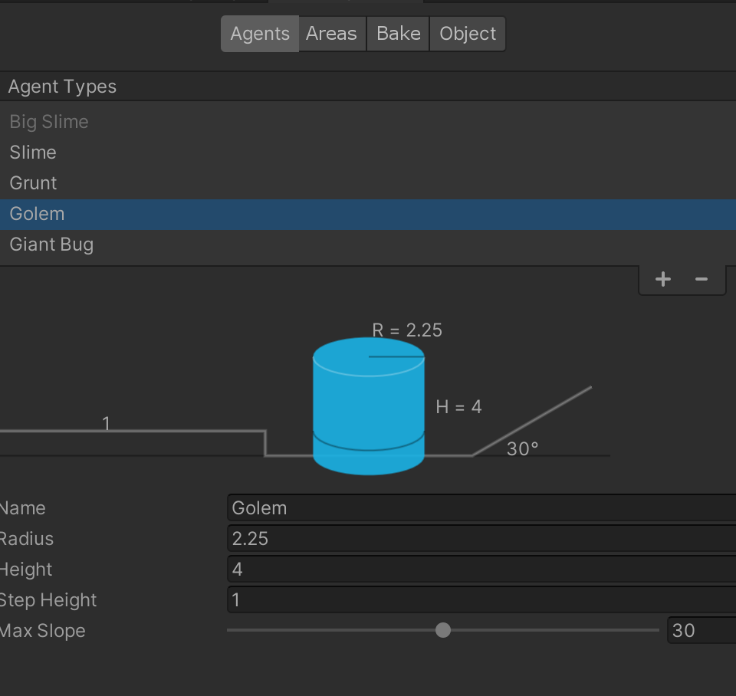 Agents Areas Bake Object
Agent Types
Big Slime
Slime
Grunt
Golem
Giant Bug
+ -
R = 2.25
H = 4
1
30°
Name Golem
Radius 2.25
Height 4
Step Height 1
Max Slope 30